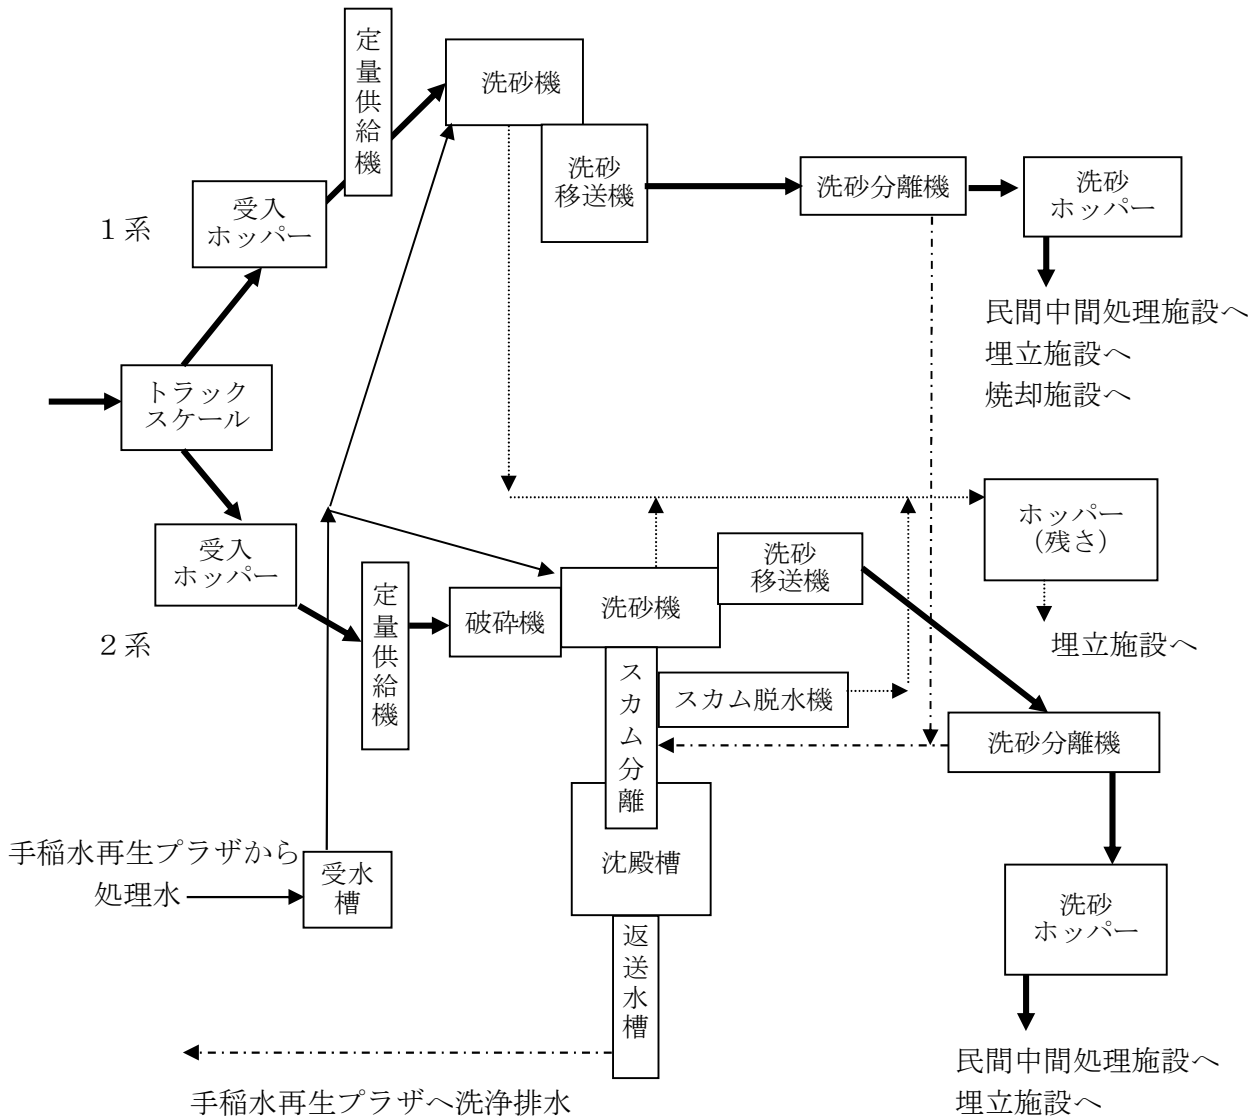 定量供給機
洗砂機
洗砂
移送機
洗砂分離機
洗砂
ホッパー
受入
ホッパー
１系
民間中間処理施設へ
埋立施設へ
焼却施設へ
トラック
スケール
ホッパー
（残さ）
埋立施設へ
受入
ホッパー
２系
定量供給機
破砕機
洗砂機
洗砂
移送機
スカム分離
スカム脱水機
洗砂分離機
手稲水再生プラザから
処理水
受水
槽
沈殿槽
洗砂
ホッパー
返送水槽
民間中間処理施設へ
埋立施設へ
手稲水再生プラザへ洗浄排水